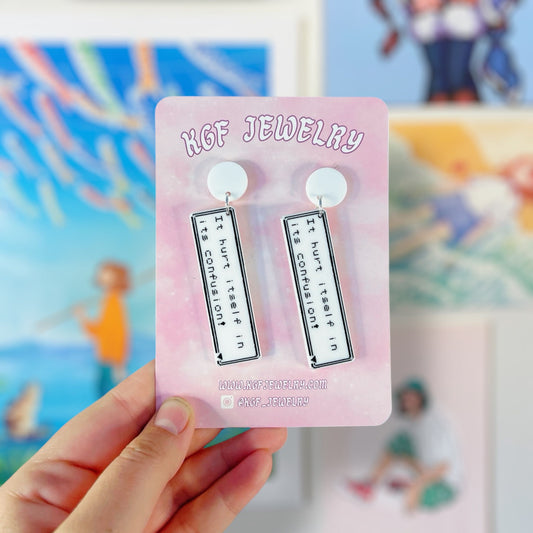 KGF JEWELRY
It hurt itself in
its confusion!
It hurt itself in
its confusion!
WWW.KGFJEWELRY.COM
@KGF_JEWELRY